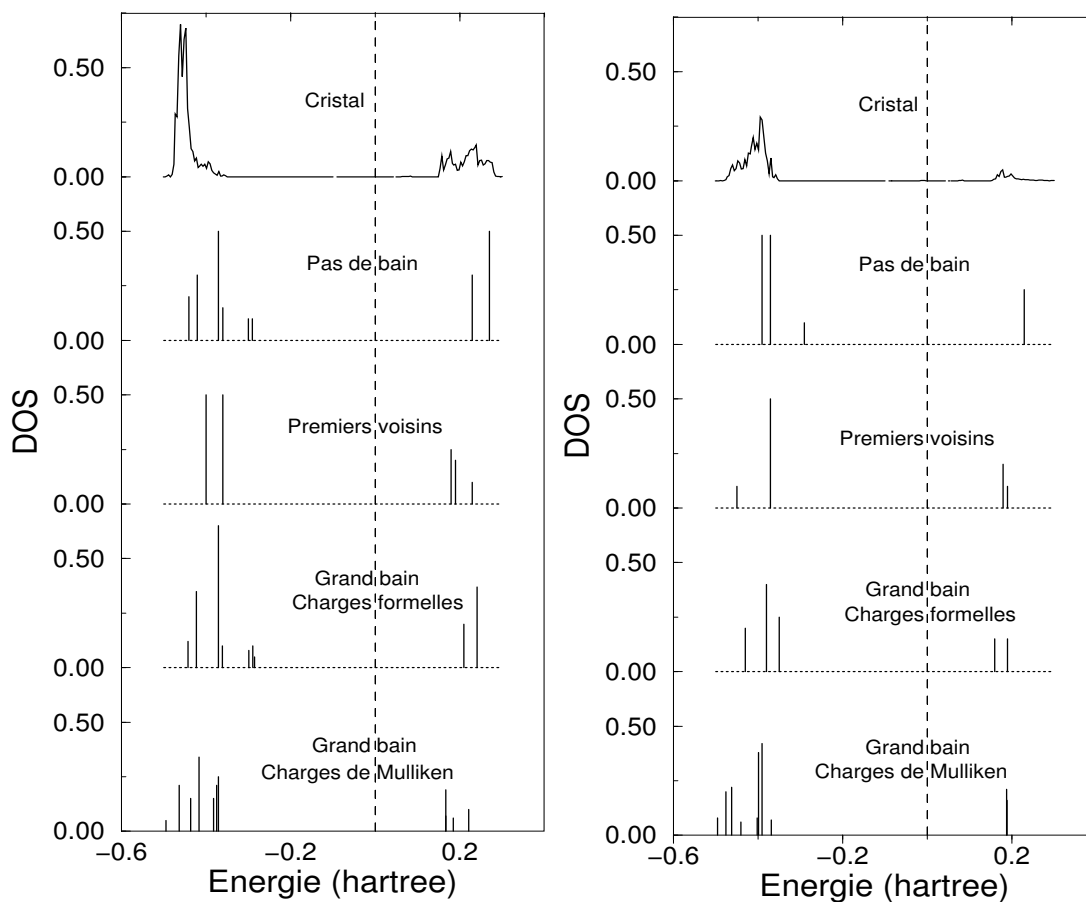 0.50
Cristal
0.00
0.50
Pas de bain
0.00
0.50
Premiers voisins
0.00
0.50
Grand bain
Charges formelles
0.00
0.50
Grand bain
Charges de Mulliken
0.00
−0.6
−0.2
0.2
DOS
Energie (hartree)
0.50
Cristal
0.00
0.50
Pas de bain
0.00
0.50
Premiers voisins
0.00
0.50
Grand bain
Charges formelles
0.00
0.50
Grand bain
Charges de Mulliken
0.00
−0.6
−0.2
0.2
DOS
Energie (hartree)